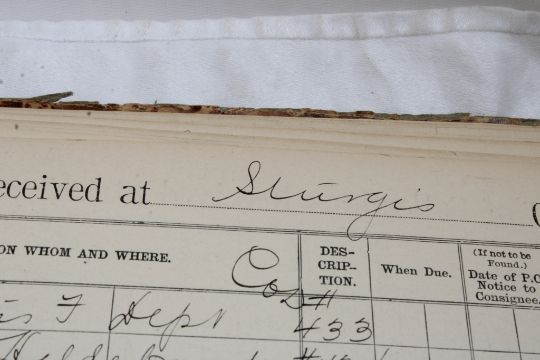 eceived at Sturgis
ON WHOM AND WHERE.
DES-
CRIP-
TION.
When Due.
(If not to be
Found.)
Date of P.O
Notice to
Consignee.
Dept 433